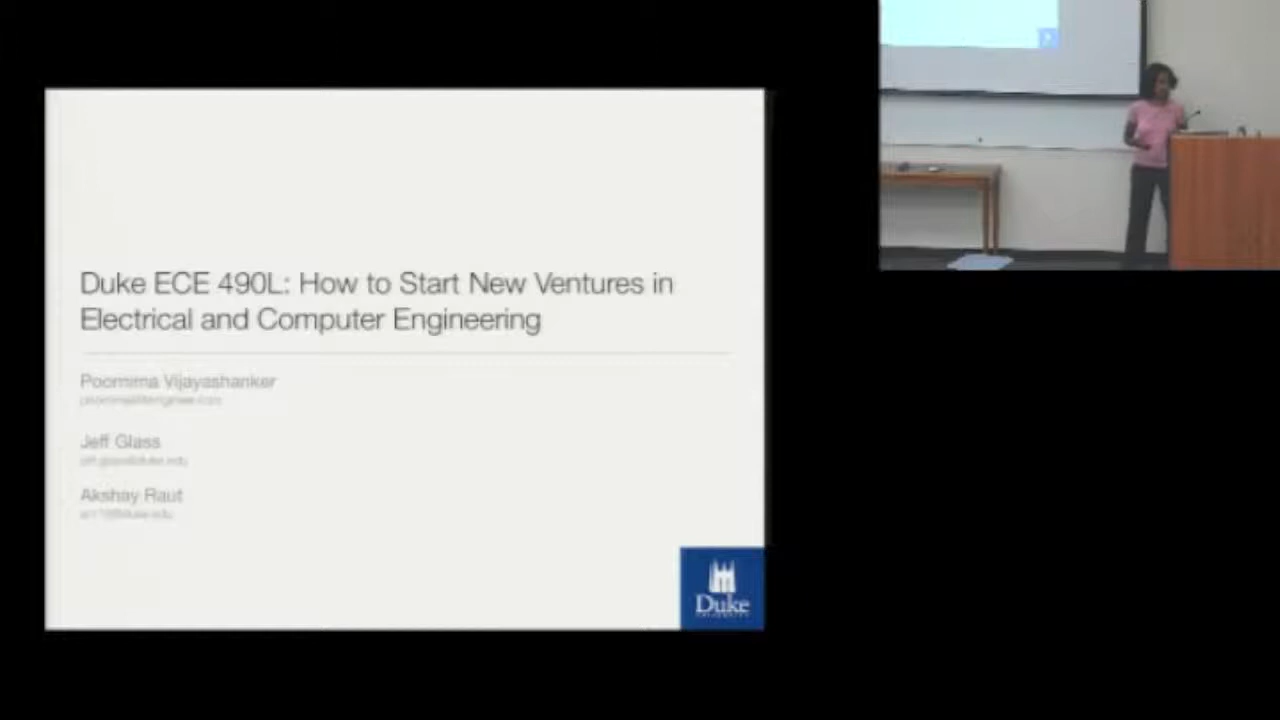 Duke ECE 490L: How to Start New Ventures in
Electrical and Computer Engineering
Poornima Vijayashanker
Jeff Glass
Akshay Raut
Duke